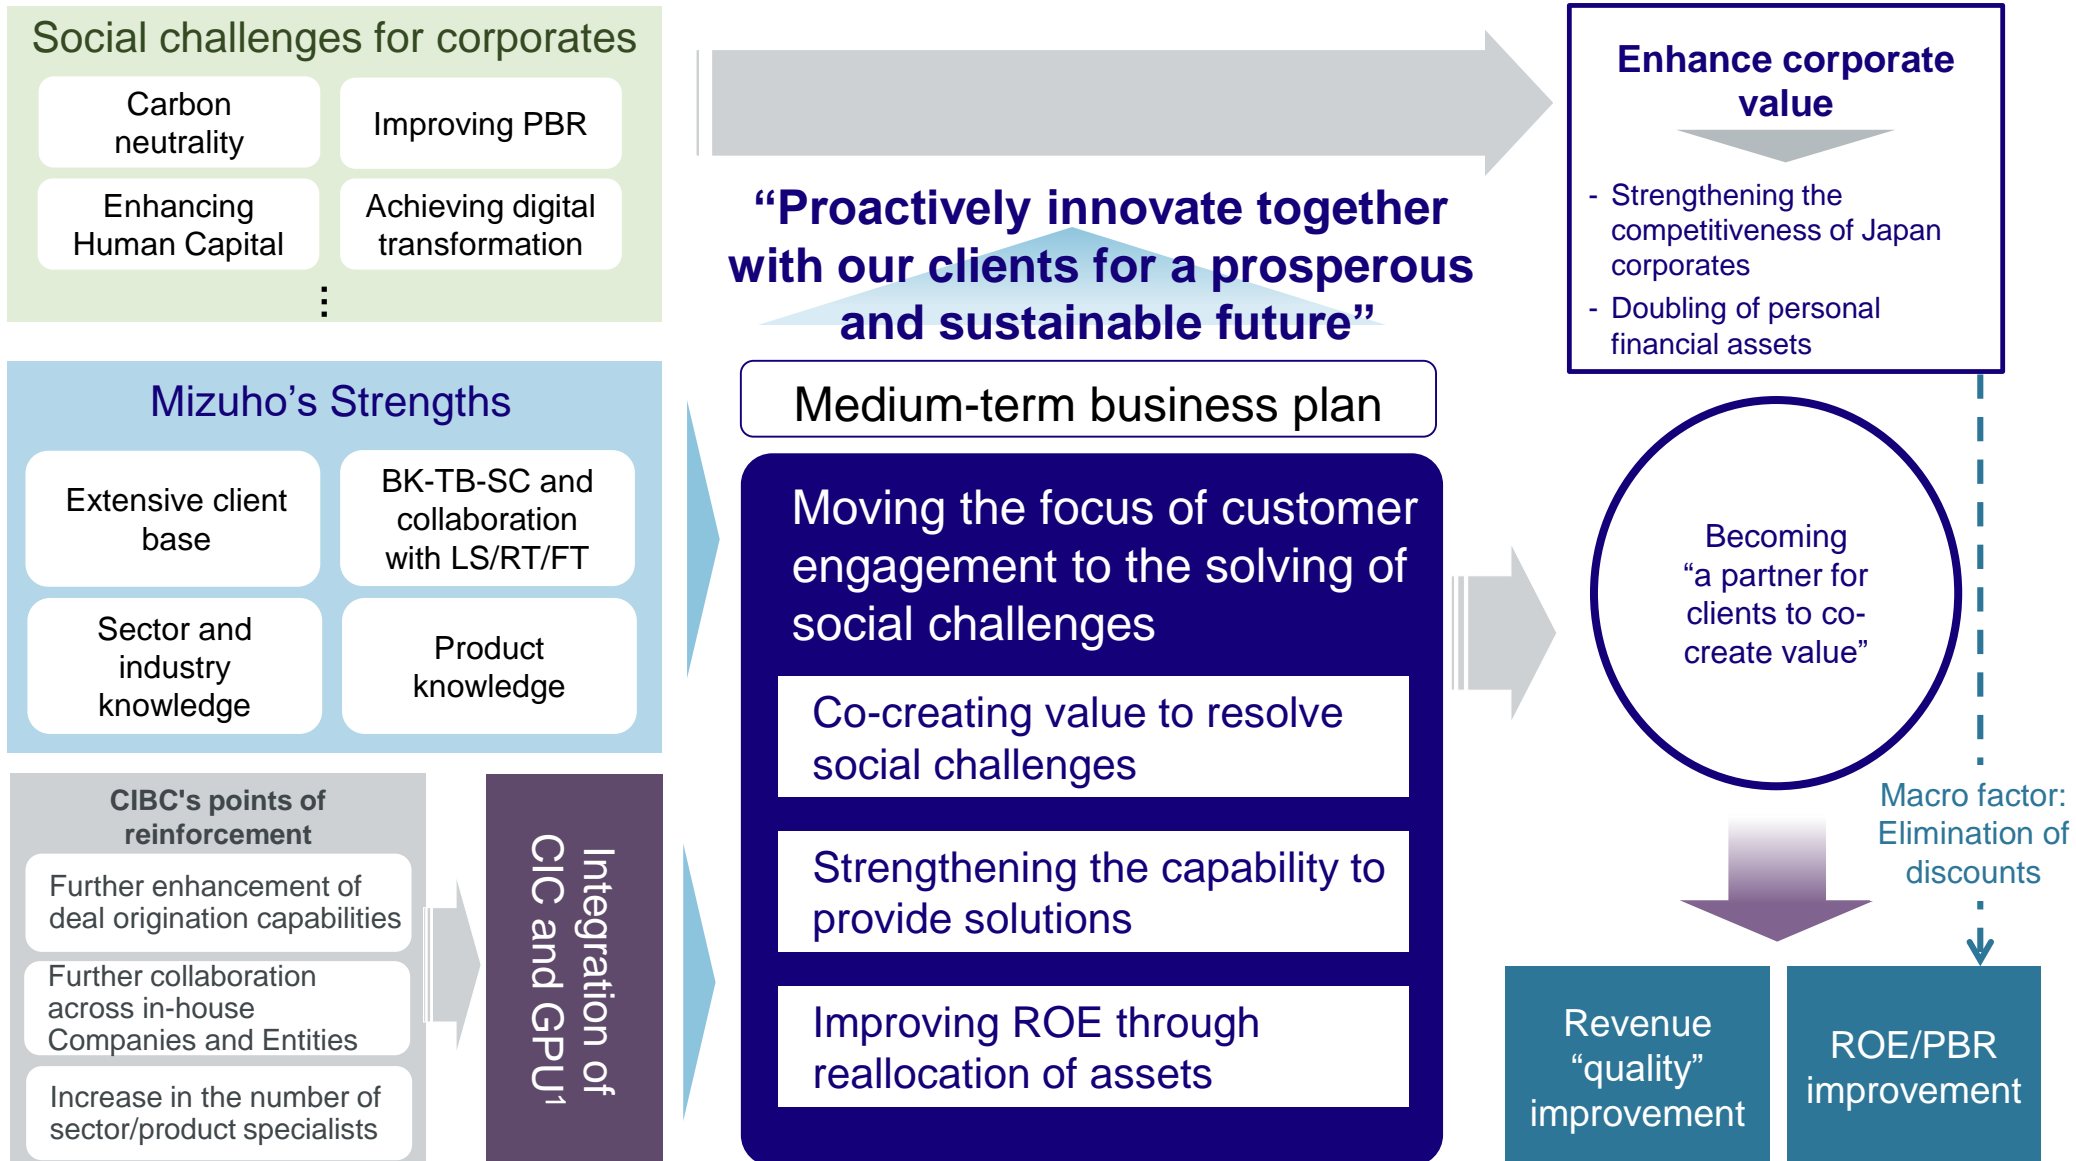 Social challenges for corporates
Carbon
neutrality
Improving PBR
Enhancing
Human Capital
Achieving digital
transformation
⋮
Mizuho’s Strengths
Extensive client
base
BK-TB-SC and
collaboration
with LS/RT/FT
Sector and
industry
knowledge
Product
knowledge
CIBC's points of
reinforcement
Further enhancement of
deal origination capabilities
Further collaboration
across in-house
Companies and Entities
Increase in the number of
sector/product specialists
Integration of
CIC and GPU¹
“Proactively innovate together
with our clients for a prosperous
and sustainable future”
Medium-term business plan
Moving the focus of customer
engagement to the solving of
social challenges
Co-creating value to resolve
social challenges
Strengthening the capability to
provide solutions
Improving ROE through
reallocation of assets
Enhance corporate
value
- Strengthening the
competitiveness of Japan
corporates
- Doubling of personal
financial assets
Becoming
“a partner for
clients to co-
create value”
Macro factor:
Elimination of
discounts
Revenue
“quality”
improvement
ROE/PBR
improvement